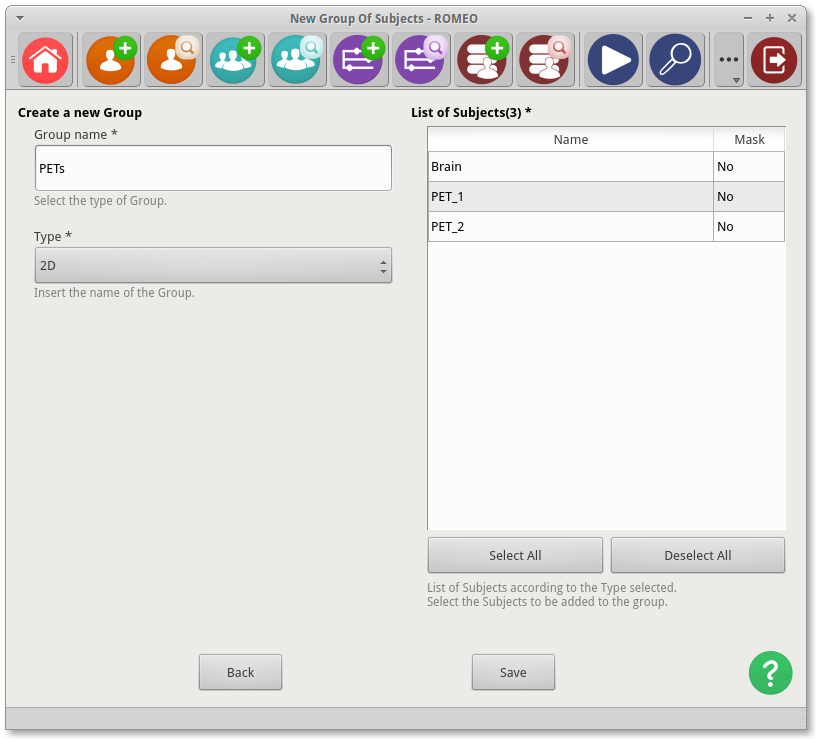 New Group Of Subjects - ROMEO
Create a new Group
Group name *
PETs
Select the type of Group.
Type *
2D
Insert the name of the Group.
List of Subjects(3) *
Name Mask
Brain No
PET_1 No
PET_2 No
Select All Deselect All
List of Subjects according to the Type selected.
Select the Subjects to be added to the group.
Back Save